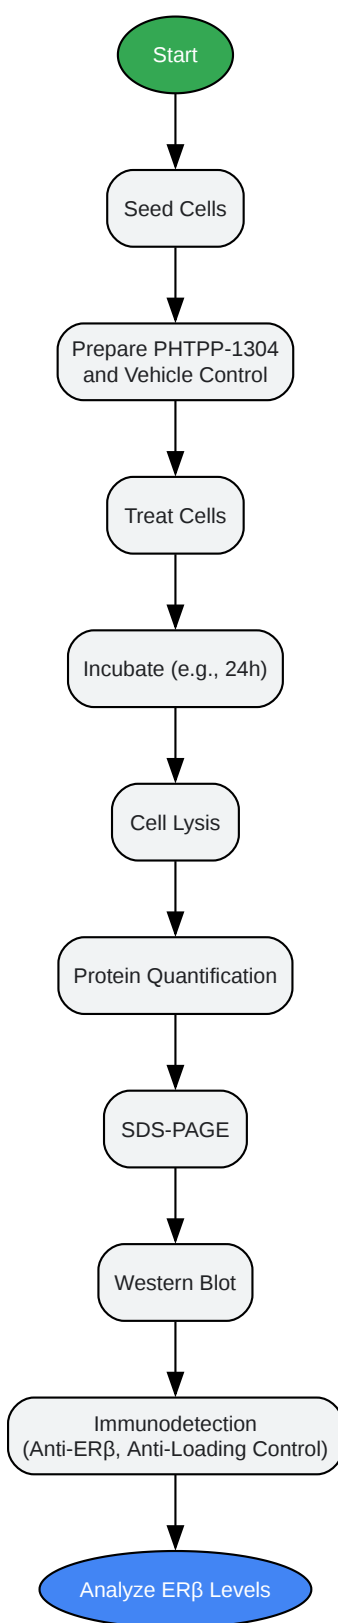 Start
Seed Cells
Prepare PHTPP-1304
and Vehicle Control
Treat Cells
Incubate (e.g., 24h)
Cell Lysis
Protein Quantification
SDS-PAGE
Western Blot
Immunodetection
(Anti-ERβ, Anti-Loading Control)
Analyze ERβ Levels